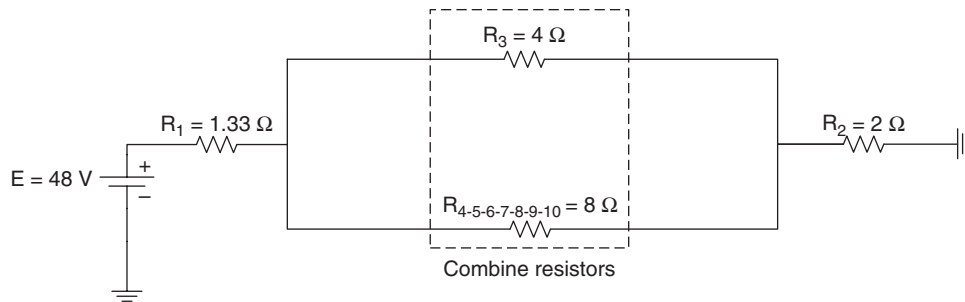 R3 = 4 Ω
R1 = 1.33 Ω
R2 = 2 Ω
+
E = 48 V
–
R4-5-6-7-8-9-10 = 8 Ω
Combine resistors